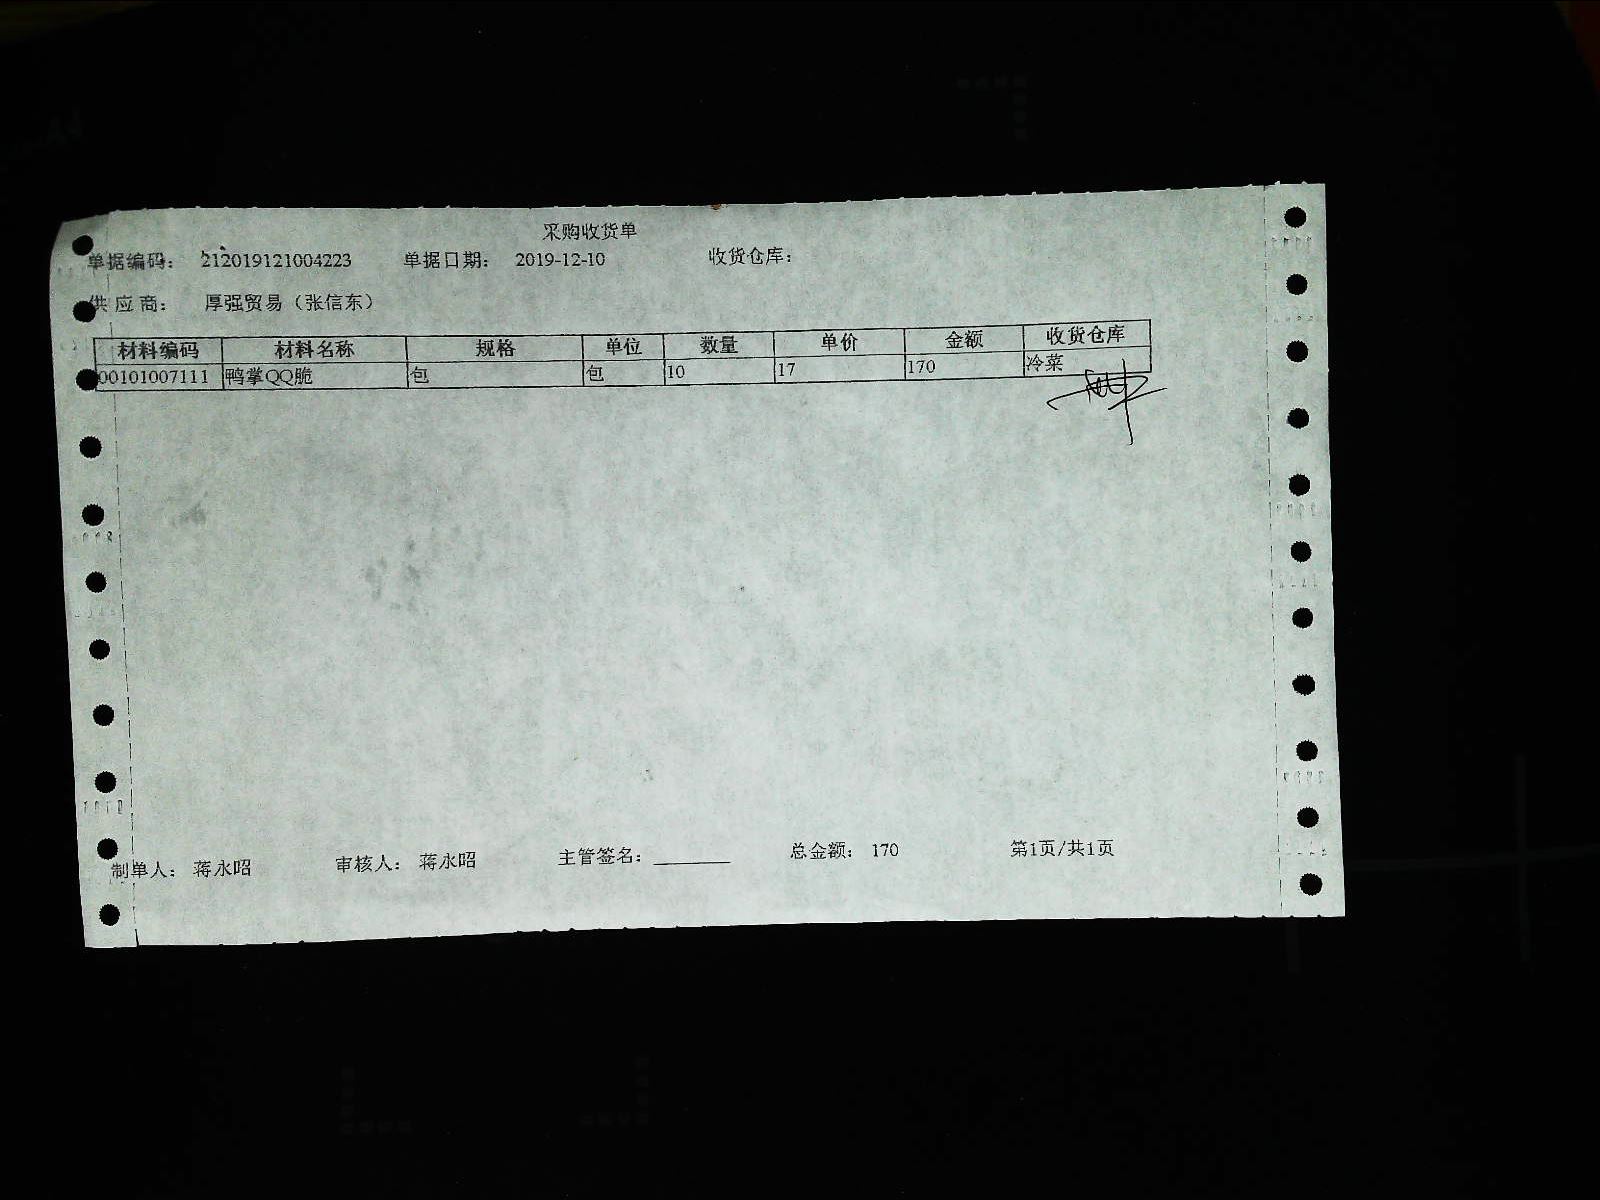 采购收货单
单据编码： 212019121004223 单据日期： 2019-12-10 收货仓库：
供应商： 厚强贸易（张信东）
材料编码 材料名称 规格 单位 数量 单价 金额 收货仓库
00101007111 鸭掌QQ脆 包 包 10 17 170 冷菜
制单人： 蒋永昭 审核人： 蒋永昭 主管签名：________ 总金额： 170 第1页/共1页